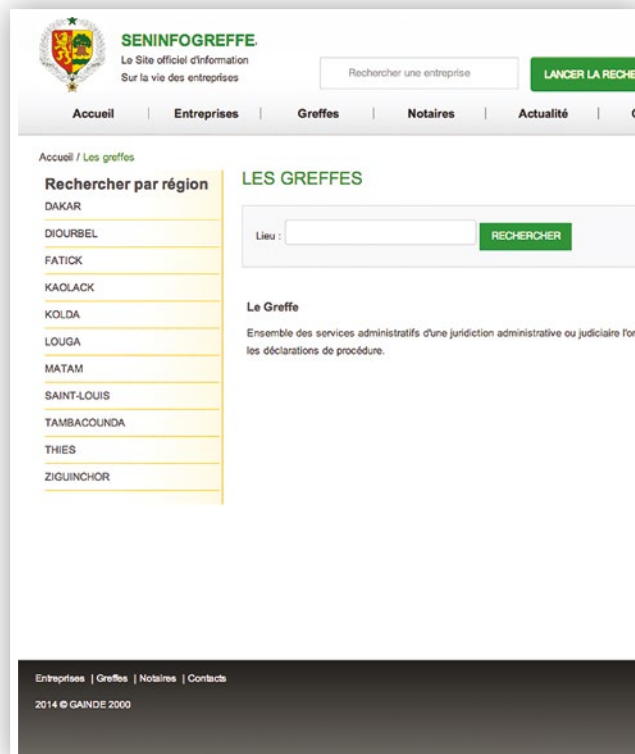 SENINFOGREFFE.
Le Site officiel d'information
Sur la vie des entreprises
Rechercher une entreprise
LANCER LA RECHE
Accueil | Entreprises | Greffes | Notaires | Actualité |
Accueil / Les greffes
Rechercher par région
DAKAR
DIOURBEL
FATICK
KAOLACK
KOLDA
LOUGA
MATAM
SAINT-LOUIS
TAMBACOUNDA
THIES
ZIGUINCHOR
LES GREFFES
Lieu :
RECHERCHER
Le Greffe
Ensemble des services administratifs d'une juridiction administrative ou judiciaire l'or
les déclarations de procédure.
Entreprises | Greffes | Notaires | Contacts
2014 © GAINDE 2000